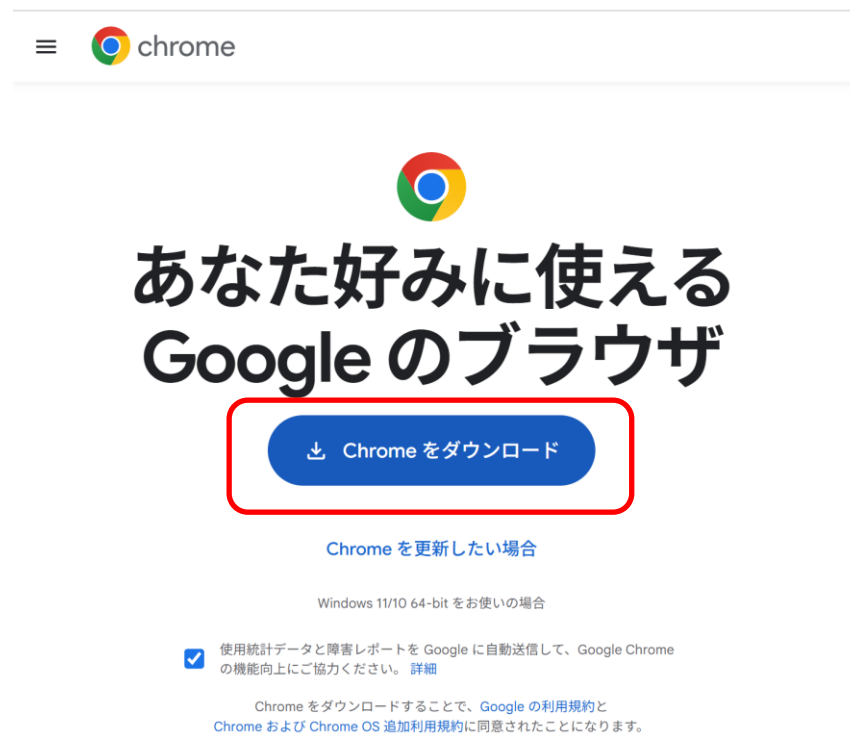 chrome
あなた好みに使える
Google のブラウザ
Chrome をダウンロード
Chrome を更新したい場合
Windows 11/10 64-bit をお使いの場合
使用統計データと障害レポートを Google に自動送信して、Google Chrome
の機能向上にご協力ください。 詳細
Chrome をダウンロードすることで、Google の利用規約と
Chrome および Chrome OS 追加利用規約に同意されたことになります。